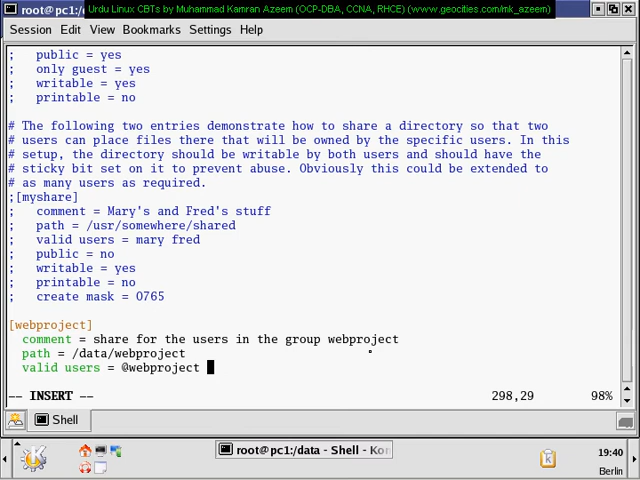 root@pc1:/d
Urdu Linux CBTs by Muhammad Kamran Azeem (OCP-DBA, CCNA, RHCE) (www.geocities.com/mk_azeem)
Session Edit View Bookmarks Settings Help
; public = yes
; only guest = yes
; writable = yes
; printable = no
# The following two entries demonstrate how to share a directory so that two
# users can place files there that will be owned by the specific users. In this
# setup, the directory should be writable by both users and should have the
# sticky bit set on it to prevent abuse. Obviously this could be extended to
# as many users as required.
;[myshare]
; comment = Mary's and Fred's stuff
; path = /usr/somewhere/shared
; valid users = mary fred
; public = no
; writable = yes
; printable = no
; create mask = 0765
[webproject]
comment = share for the users in the group webproject
path = /data/webproject
valid users = @webproject
-- INSERT -- 298,29 98%
Shell
root@pc1:/data - Shell - Kon
19:40
Berlin